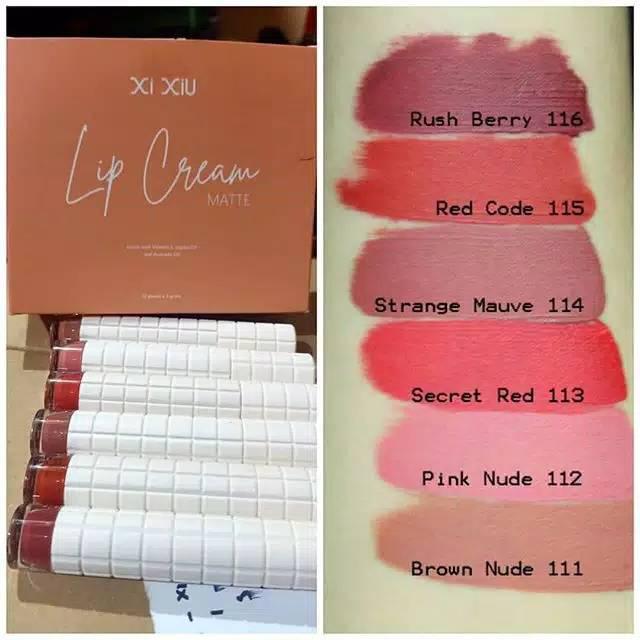 XI XIU
Lip Cream
MATTE
Rush Berry 116
Red Code 115
Strange Mauve 114
Secret Red 113
Pink Nude 112
Brown Nude 111